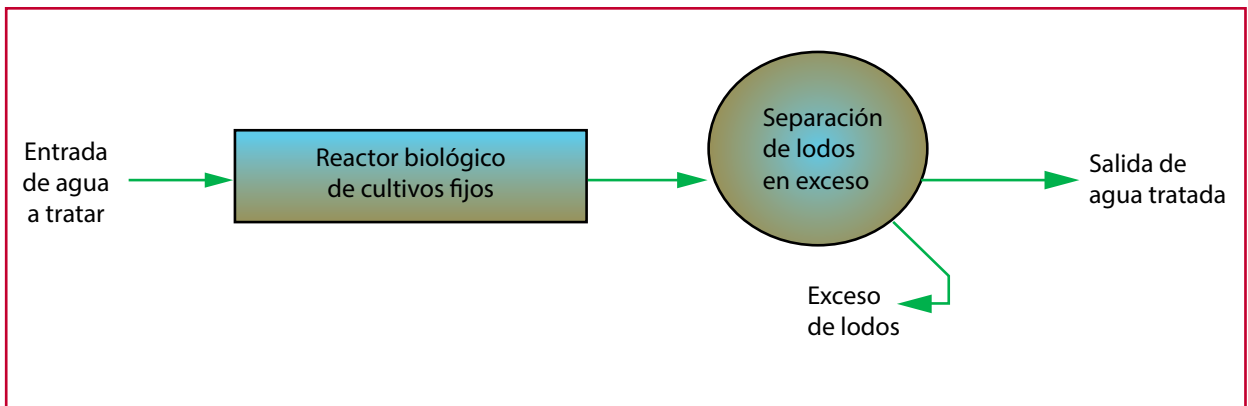 Entrada
de agua
a tratar
Reactor biológico
de cultivos fijos
Separación
de lodos
en exceso
Salida de
agua tratada
Exceso
de lodos